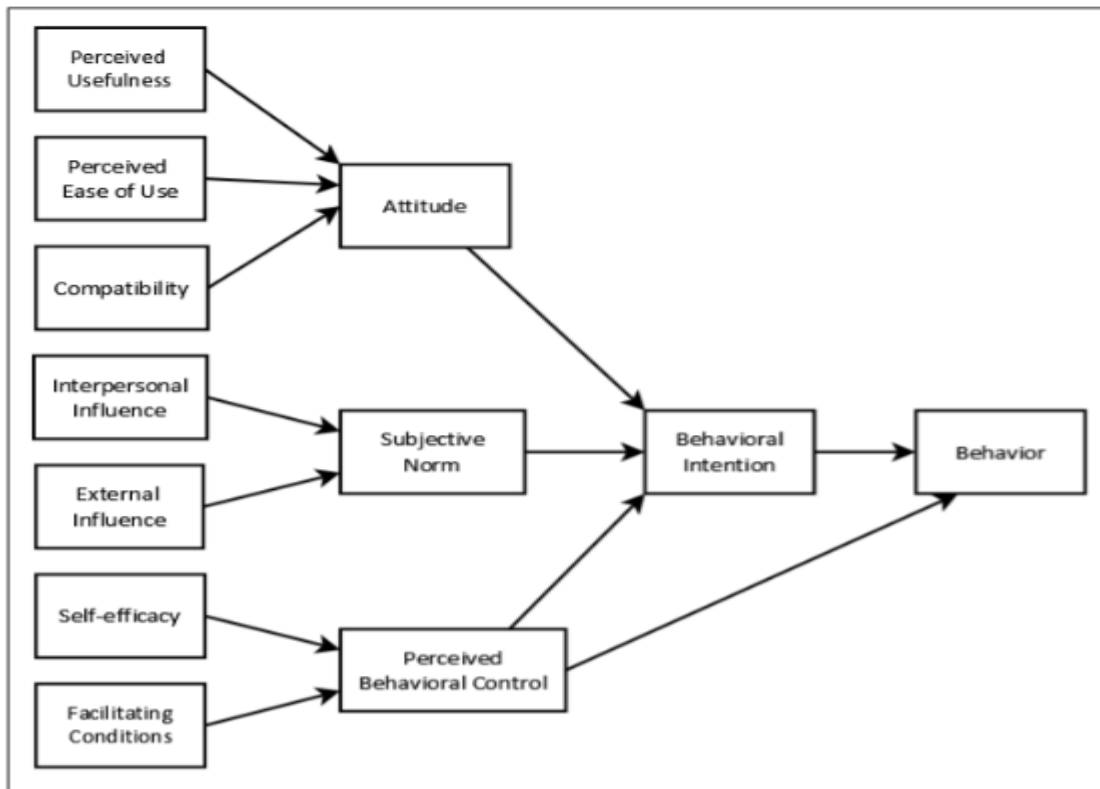 Perceived
Usefulness
Perceived
Ease of Use
Compatibility
Interpersonal
Influence
External
Influence
Self-efficacy
Facilitating
Conditions
Attitude
Subjective
Norm
Perceived
Behavioral Control
Behavioral
Intention
Behavior